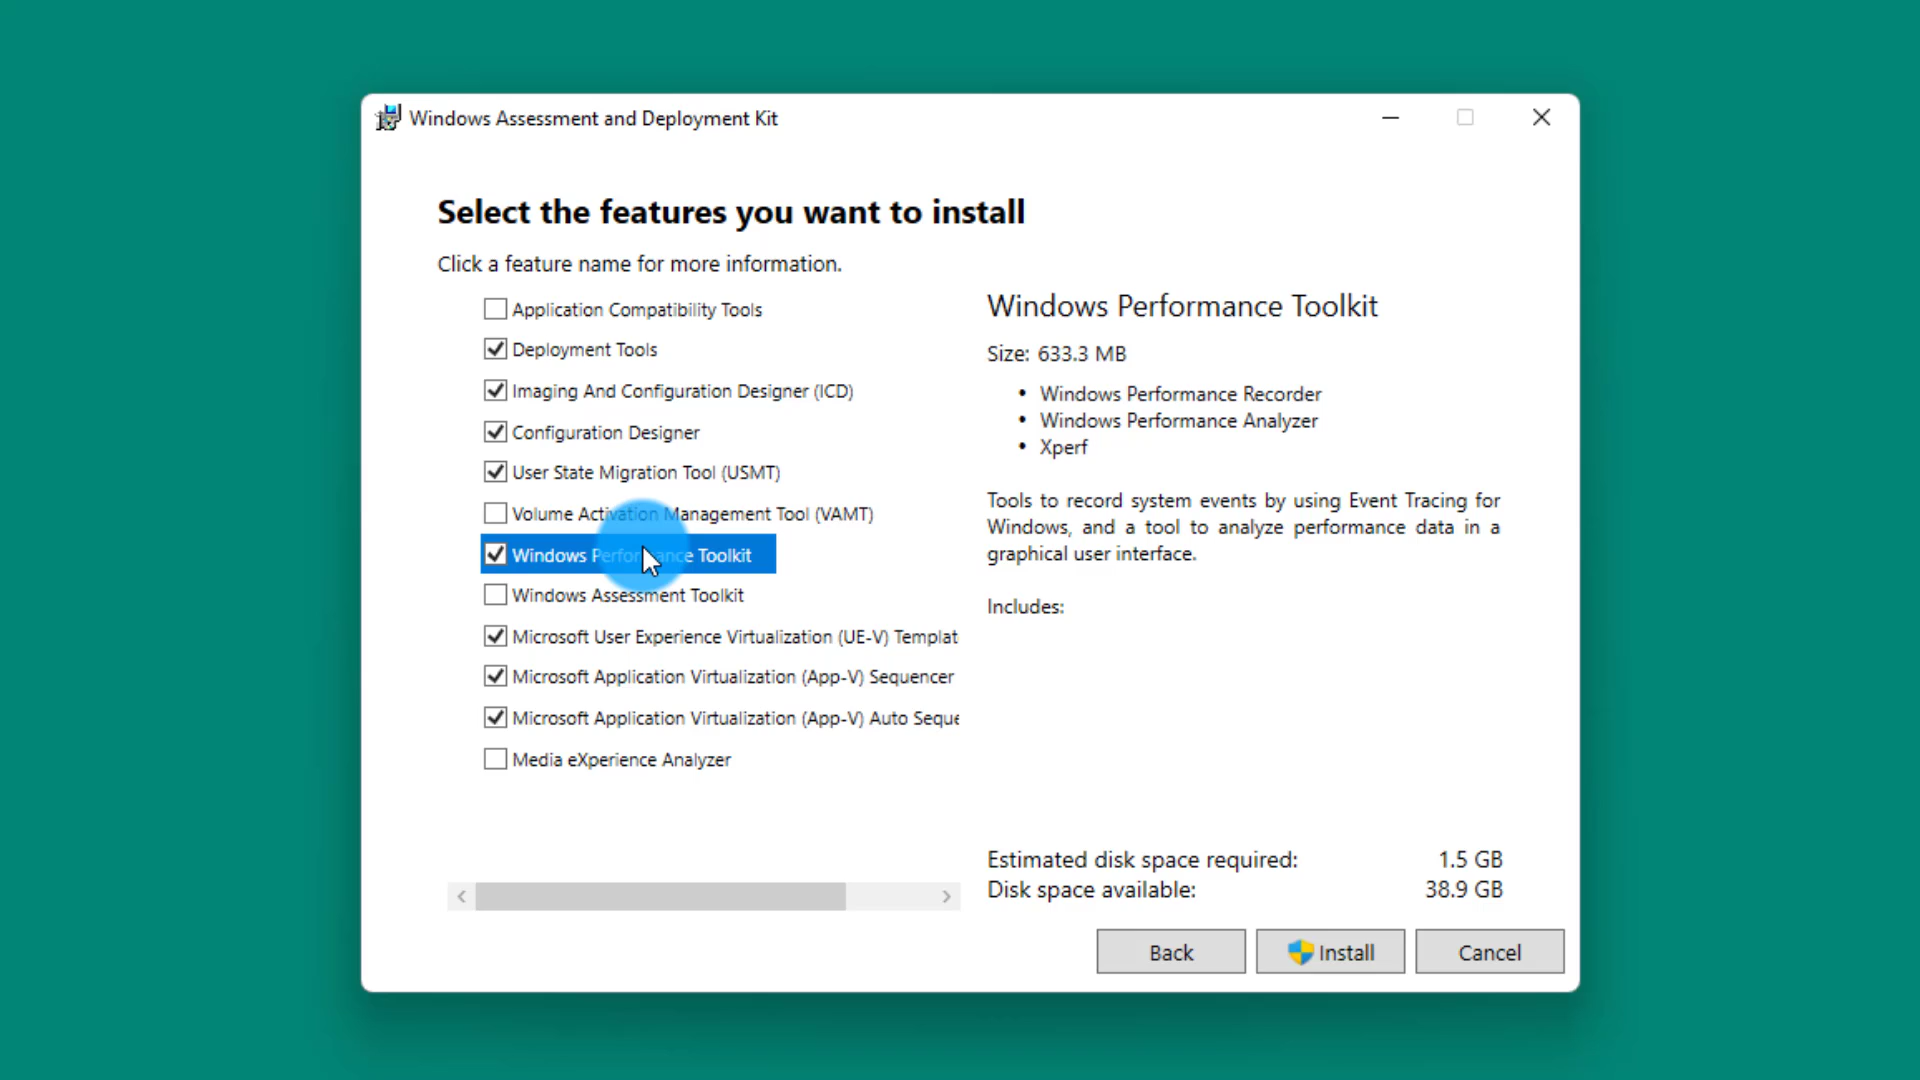 Windows Assessment and Deployment Kit
Select the features you want to install
Click a feature name for more information.
Application Compatibility Tools
Deployment Tools
Imaging And Configuration Designer (ICD)
Configuration Designer
User State Migration Tool (USMT)
Volume Activation Management Tool (VAMT)
Windows Performance Toolkit
Windows Assessment Toolkit
Microsoft User Experience Virtualization (UE-V) Templat
Microsoft Application Virtualization (App-V) Sequencer
Microsoft Application Virtualization (App-V) Auto Seque
Media eXperience Analyzer
Windows Performance Toolkit
Size: 633.3 MB
• Windows Performance Recorder
• Windows Performance Analyzer
• Xperf
Tools to record system events by using Event Tracing for
Windows, and a tool to analyze performance data in a
graphical user interface.
Includes:
Estimated disk space required: 1.5 GB
Disk space available: 38.9 GB
Back Install Cancel